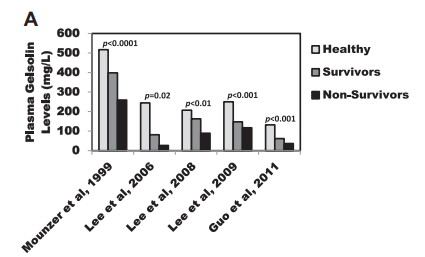 A
Plasma Gelsolin
Levels (mg/L)
600
500
400
300
200
100
0
p<0.0001
p=0.02
p<0.01
p<0.001
p<0.001
Mounzer et al, 1999
Lee et al, 2006
Lee et al, 2008
Lee et al, 2009
Guo et al, 2011
Healthy
Survivors
Non-Survivors